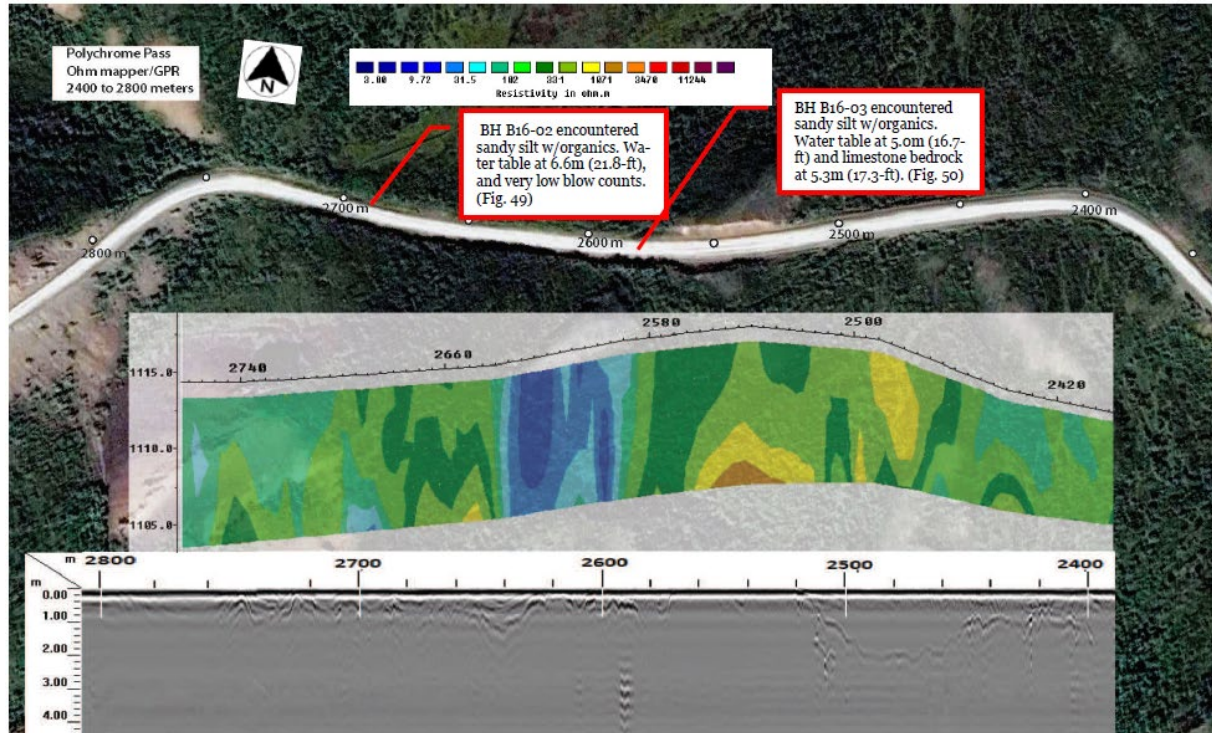 Polychrome Pass
Ohm mapper/GPR
2400 to 2800 meters
N
3.80 9.72 31.5 102 331 1071 3470 11244
Resistivity in ohm.m
BH B16-02 encountered
sandy silt w/organics. Wa-
ter table at 6.6m (21.8-ft),
and very low blow counts.
(Fig. 49)
BH B16-03 encountered
sandy silt w/organics.
Water table at 5.0m (16.7-
ft) and limestone bedrock
at 5.3m (17.3-ft). (Fig. 50)
2800 m
2700 m
2600 m
2500 m
2400 m
2740 2660 2580 2500 2420
1115.0
1110.0
1105.0
m 2800 2700 2600 2500 2400
m
0.00
1.00
2.00
3.00
4.00